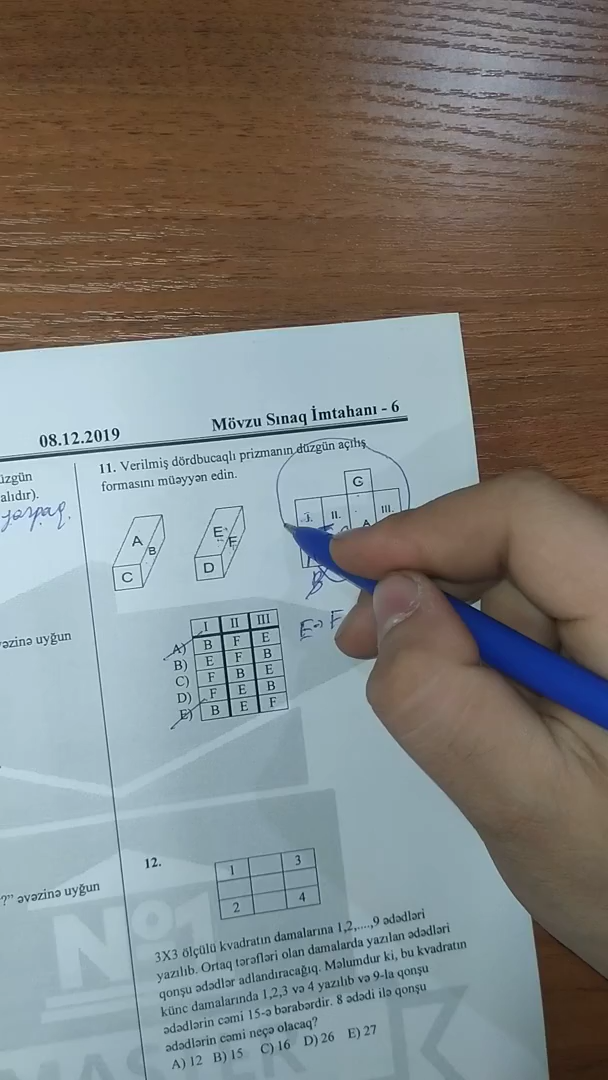 08.12.2019
Mövzu Sınaq İmtahanı - 6
üzgün
alıdır).
yarpaq.
əzinə uyğun
?" əvəzinə uyğun
11. Verilmiş dördbucaqlı prizmanın düzgün açılış
formasını müəyyən edin.
A
B
C
E
F
D
G
I.
II.
III.
A
B
E F
I II III
A) B F E
B) E F B
C) F B E
D) F E B
E) B E F
12.
1 3
2 4
3X3 ölçülü kvadratın damalarına 1,2,....,9 ədədləri
yazılıb. Ortaq tərəfləri olan damalarda yazılan ədədləri
qonşu ədədlər adlandıracağıq. Məlumdur ki, bu kvadratın
künc damalarında 1,2,3 və 4 yazılıb və 9-la qonşu
ədədlərin cəmi 15-ə bərabərdir. 8 ədədi ilə qonşu
ədədlərin cəmi neçə olacaq?
A) 12 B) 15 C) 16 D) 26 E) 27
Nº1
MASTER